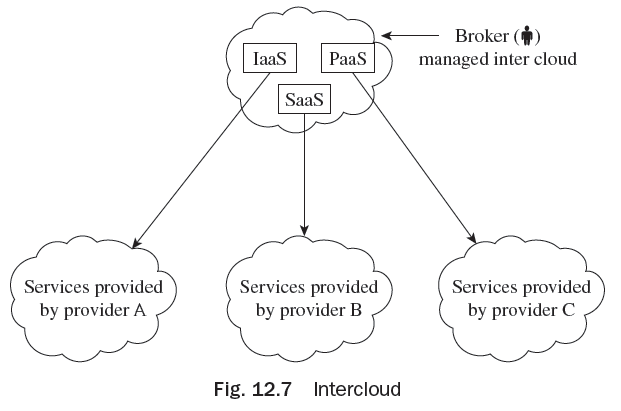 Broker ( )
managed inter cloud
IaaS
PaaS
SaaS
Services provided
by provider A
Services provided
by provider B
Services provided
by provider C
Fig. 12.7 Intercloud